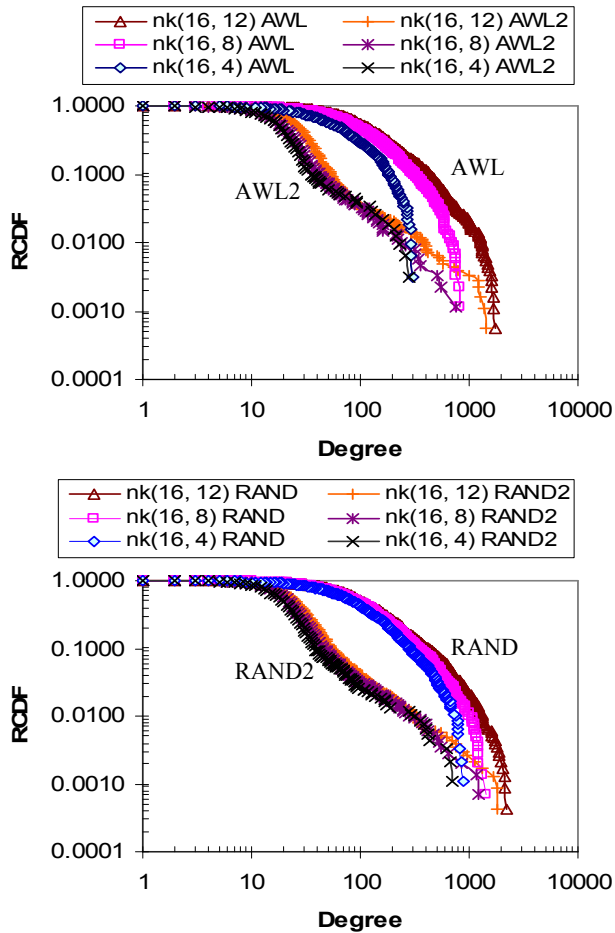 nk(16, 12) AWL nk(16, 12) AWL2
nk(16, 8) AWL nk(16, 8) AWL2
nk(16, 4) AWL nk(16, 4) AWL2
1.0000
0.1000
0.0100
0.0010
0.0001
RCDF
AWL
AWL2
1 10 100 1000 10000
Degree
nk(16, 12) RAND nk(16, 12) RAND2
nk(16, 8) RAND nk(16, 8) RAND2
nk(16, 4) RAND nk(16, 4) RAND2
1.0000
0.1000
0.0100
0.0010
0.0001
RCDF
RAND
RAND2
1 10 100 1000 10000
Degree